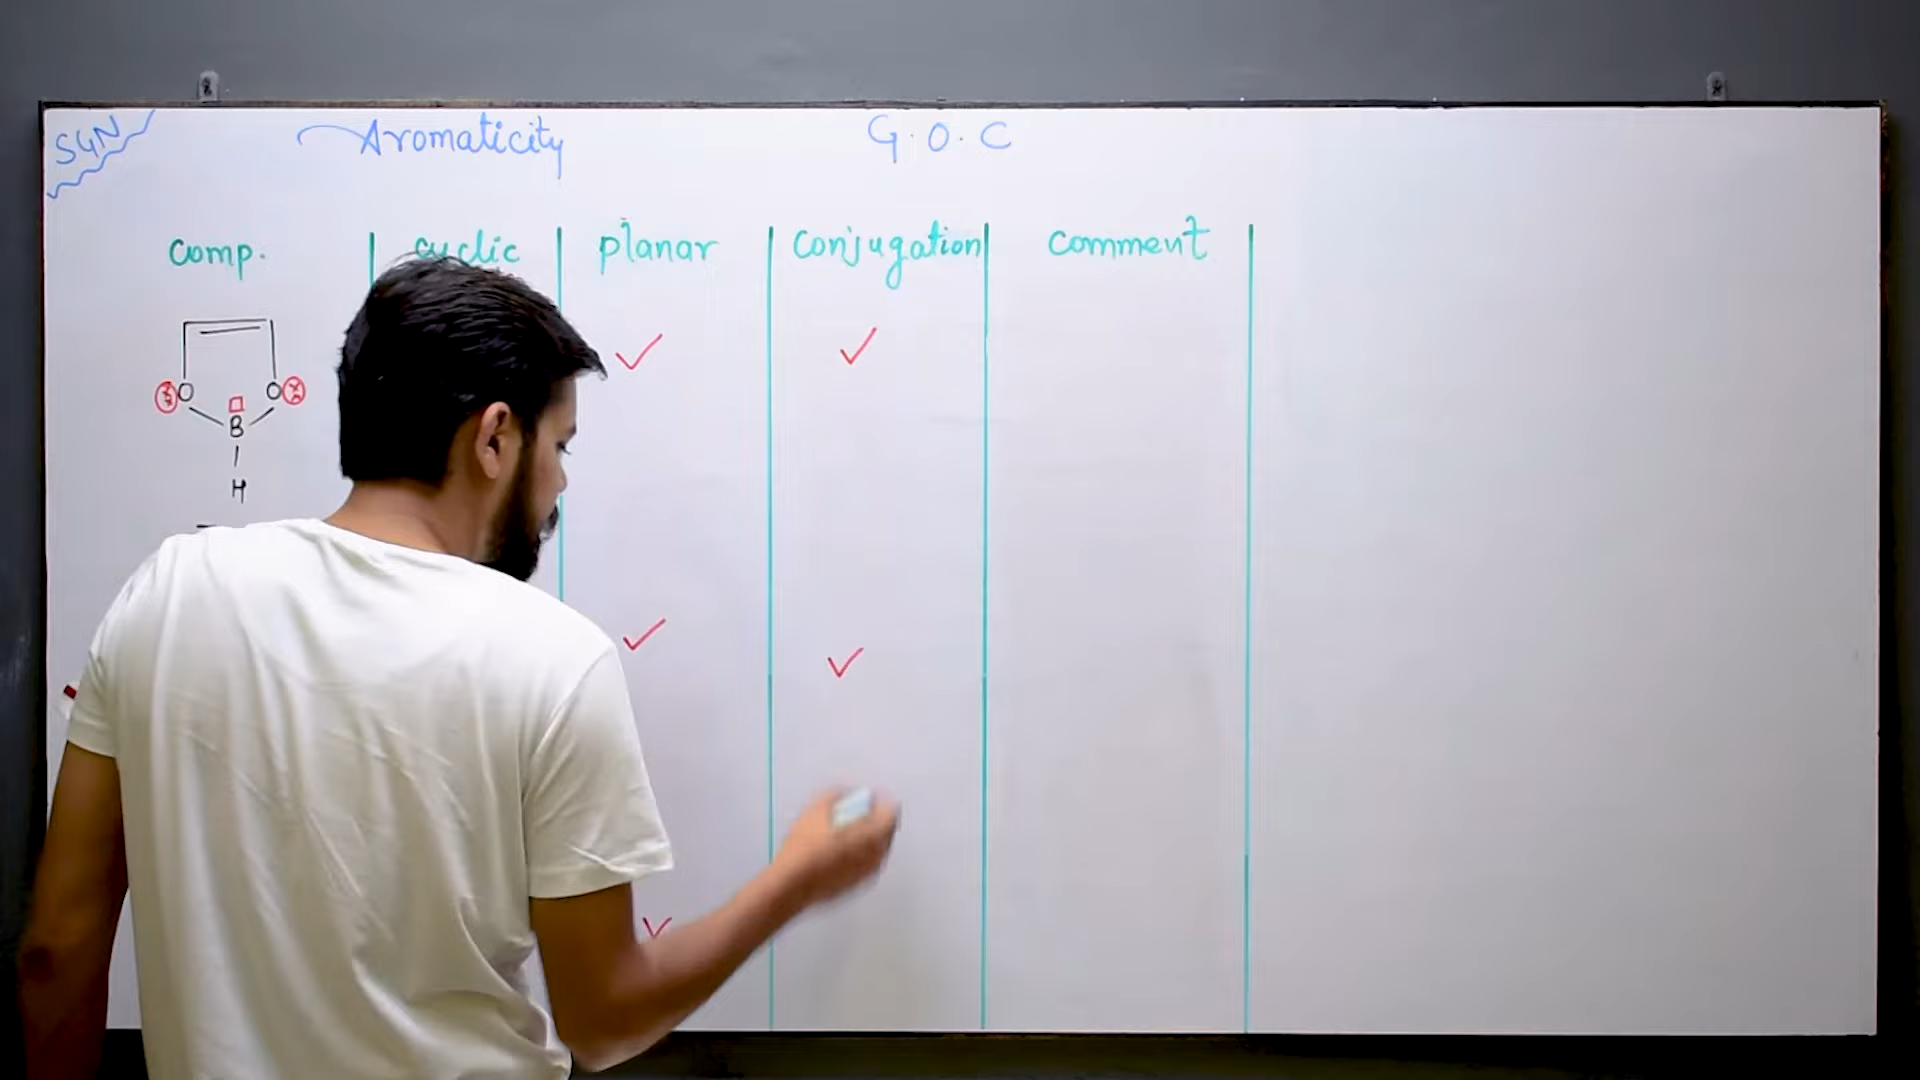 SGN
Aromaticity G.O.C
comp. cyclic planar conjugation comment
O O
B
H